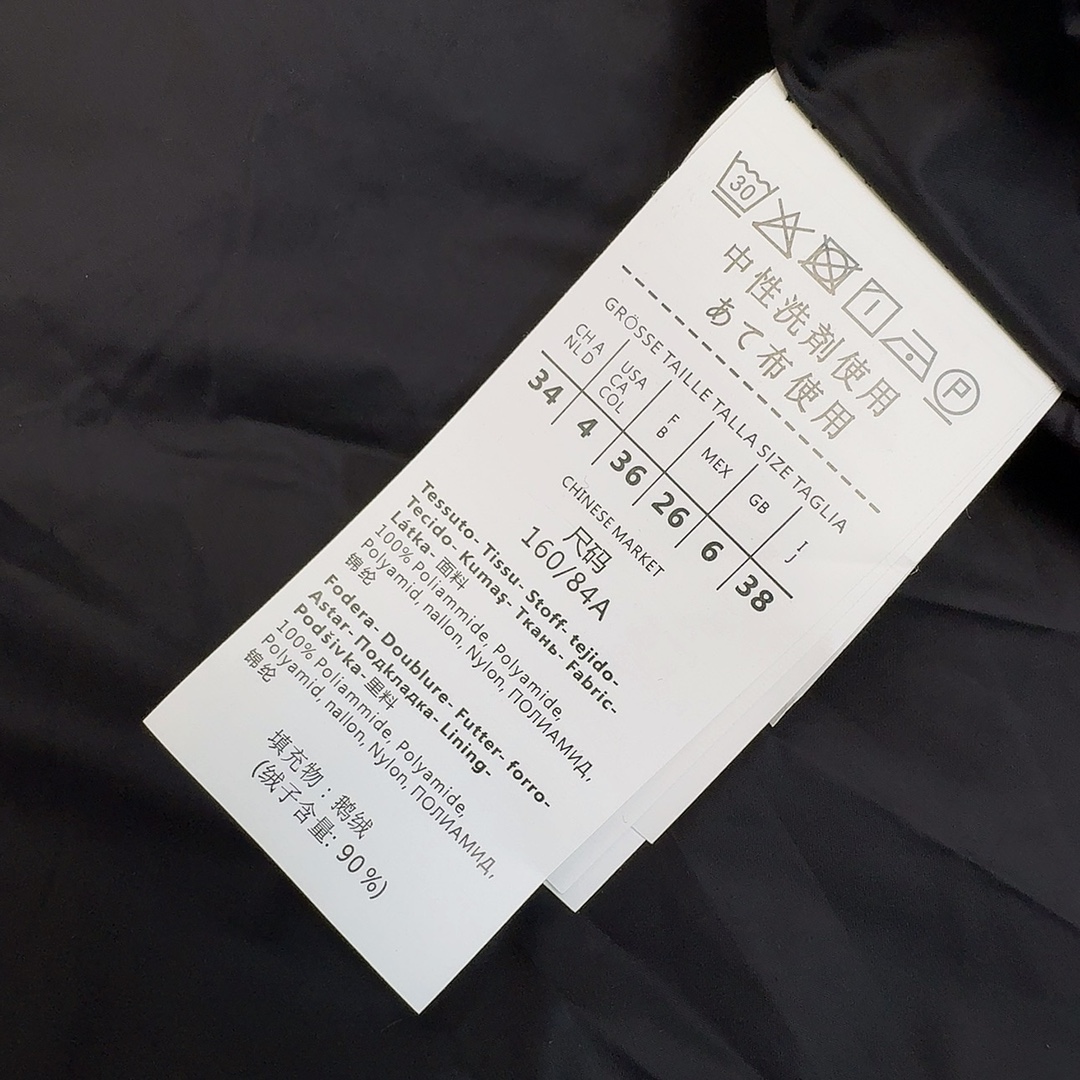 30
中性洗剤使用
あて布使用
P
GRÖSSE TAILLE TALLA SIZE TAGLIA
CH A NLD
USA CA COL
F B
MEX
GB
I J
34 4 36 26 6 38
CHINESE MARKET
尺码
160/84A
Tessuto- Tissu- Stoff- tejido-
Tecido- Kumaş- Ткань- Fabric-
Látka- 面料
100% Poliammide, Polyamide,
Polyamid, nallon, Nylon, ПОЛИАМИД,
锦纶
Fodera- Doublure- Futter- forro-
Astar- Подкладка- Lining-
Podšivka- 里料
100% Poliammide, Polyamide,
Polyamid, nallon, Nylon, ПОЛИАМИД,
锦纶
填充物：鹅绒
(绒子含量: 90%)